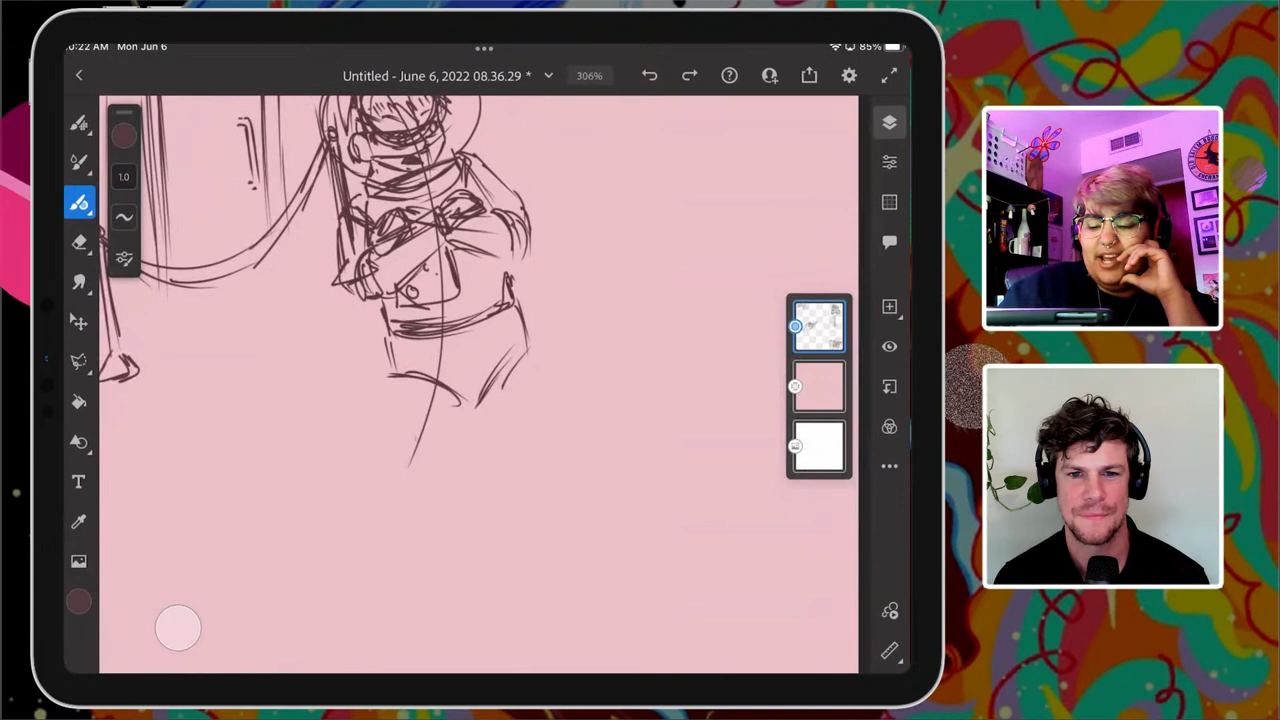 0:22 AM Mon Jun 6
85%
Untitled - June 6, 2022 08.36.29 *
306%
1.0
T